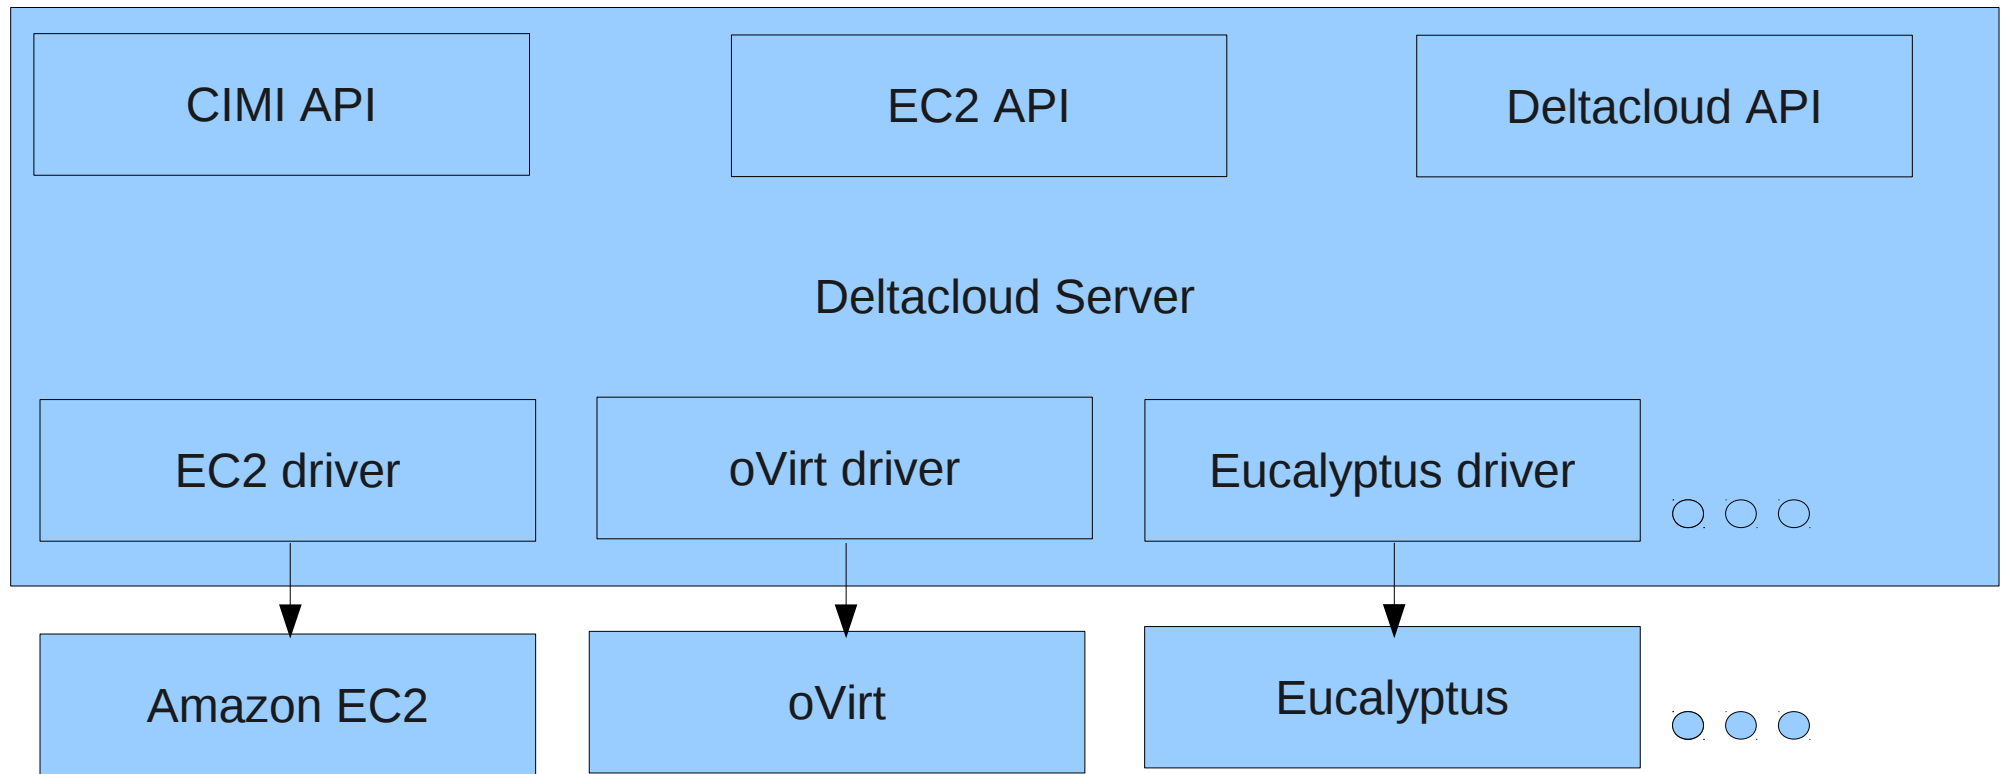 CIMI API
EC2 API
Deltacloud API
Deltacloud Server
EC2 driver
oVirt driver
Eucalyptus driver
Amazon EC2
oVirt
Eucalyptus